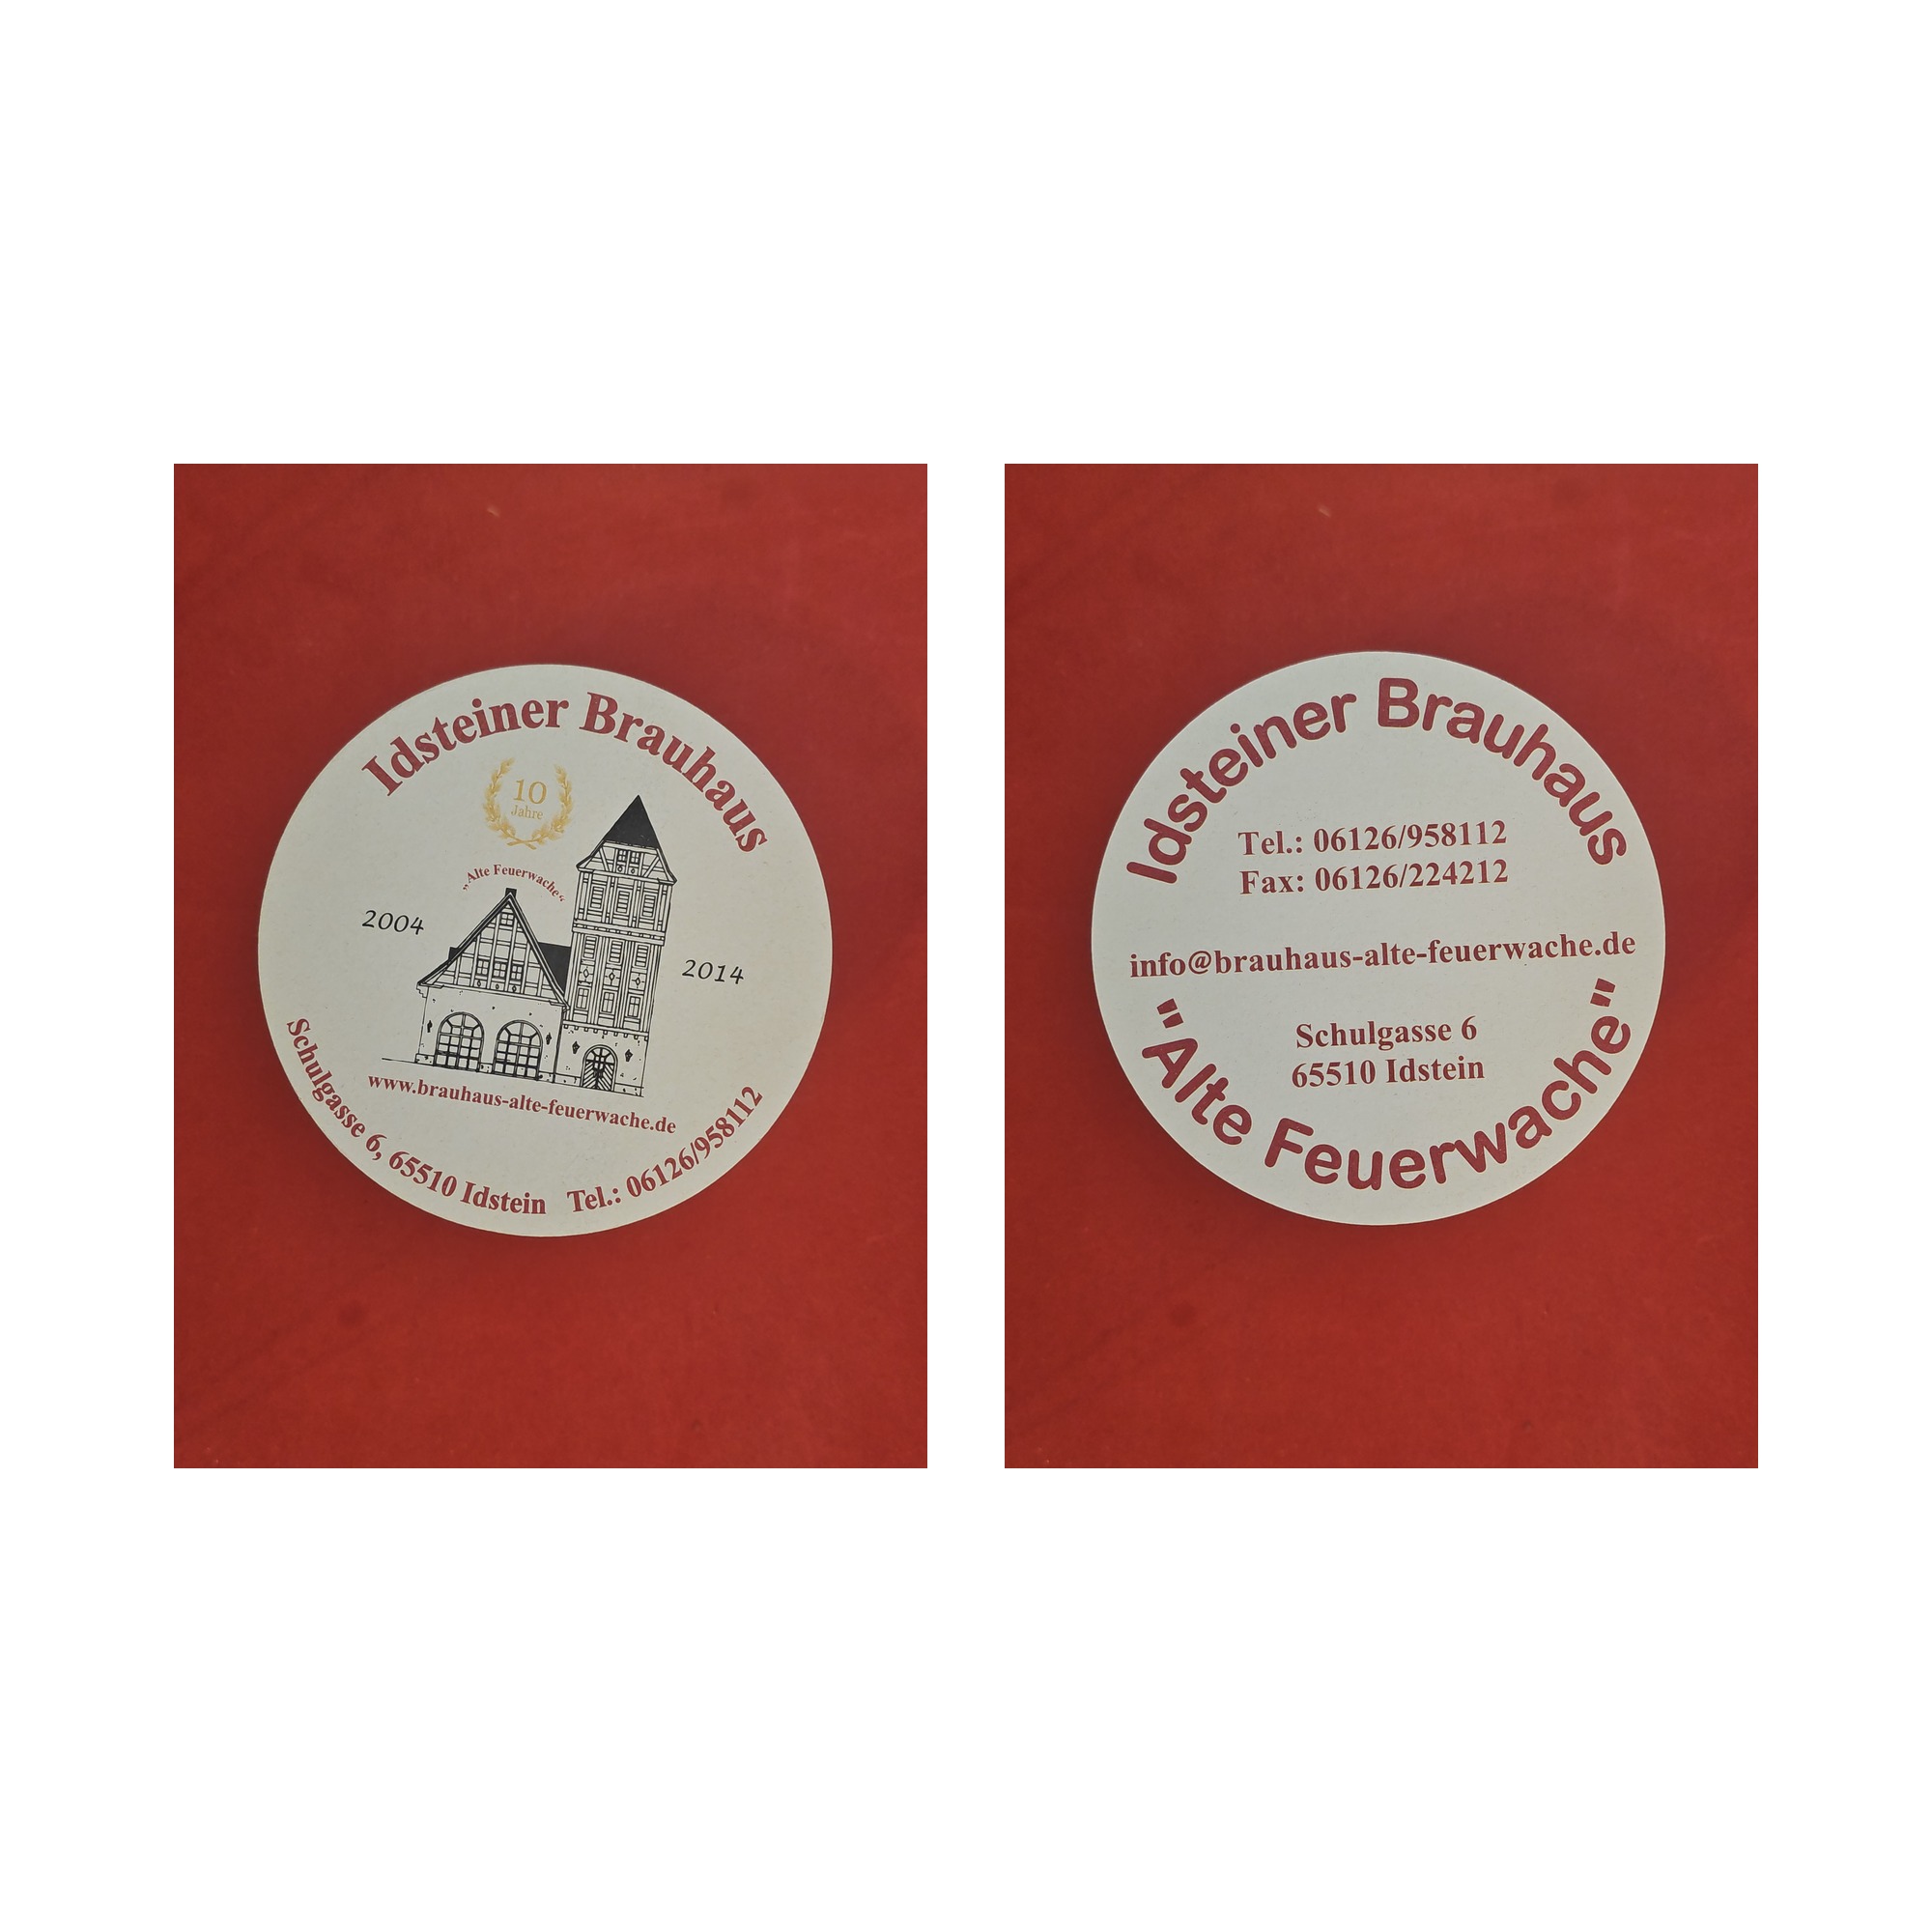 Idsteiner Brauhaus
10
Jahre
„Alte Feuerwache“
2004
2014
www.brauhaus-alte-feuerwache.de
Schulgasse 6, 65510 Idstein Tel.: 06126/958112
Idsteiner Brauhaus
Tel.: 06126/958112
Fax: 06126/224212
info@brauhaus-alte-feuerwache.de
Schulgasse 6
65510 Idstein
"Alte Feuerwache"